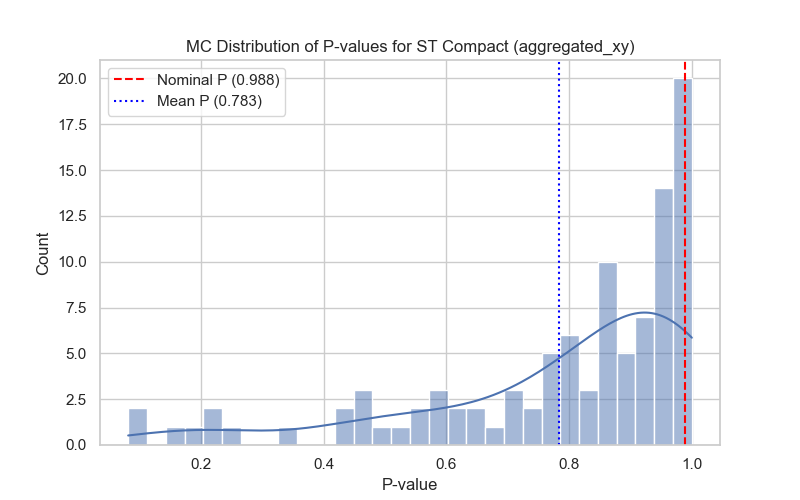 MC Distribution of P-values for ST Compact (aggregated_xy)
Nominal P (0.988)
Mean P (0.783)
Count
20.0
17.5
15.0
12.5
10.0
7.5
5.0
2.5
0.0
0.2 0.4 0.6 0.8 1.0
P-value